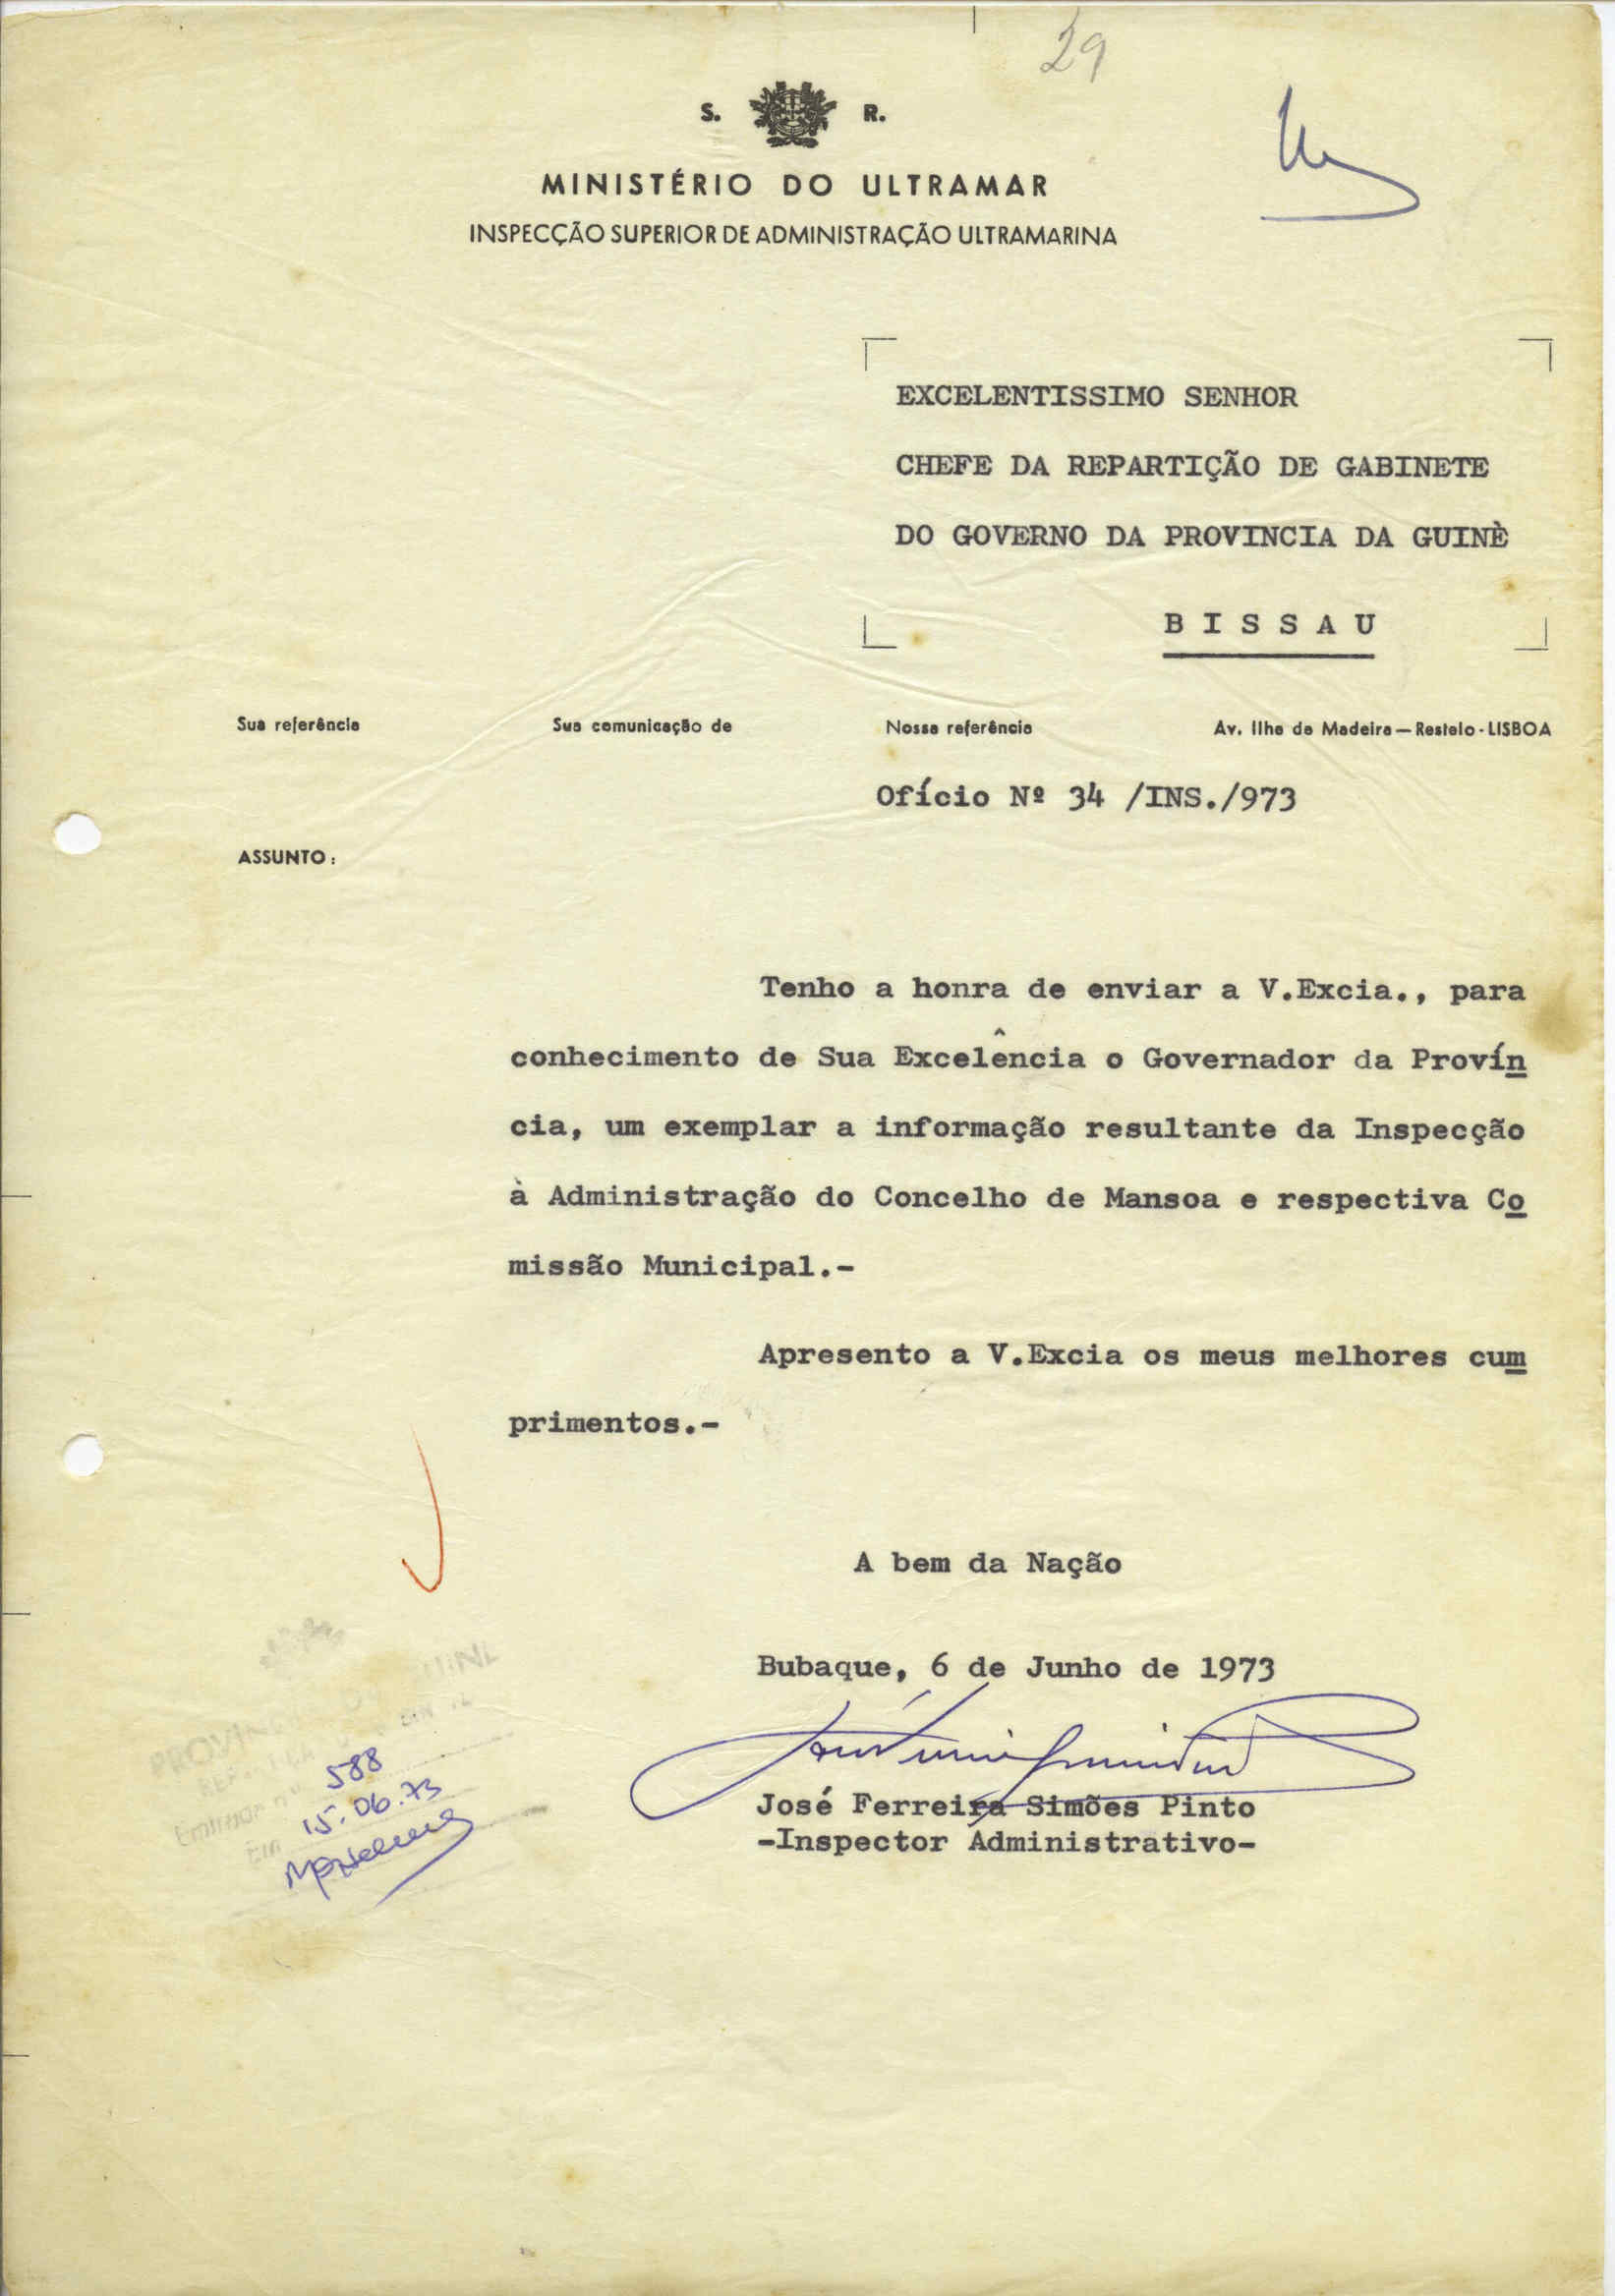 29
S. R.
MINISTÉRIO DO ULTRAMAR
INSPECÇÃO SUPERIOR DE ADMINISTRAÇÃO ULTRAMARINA
EXCELENTISSIMO SENHOR
CHEFE DA REPARTIÇÃO DE GABINETE
DO GOVERNO DA PROVINCIA DA GUINÈ
B I S S A U
Sua referência Sua comunicação de Nossa referência Av. Ilha da Madeira — Restelo - LISBOA
Ofício Nº 34 /INS./973
ASSUNTO:
Tenho a honra de enviar a V.Excia., para
conhecimento de Sua Excelência o Governador da Provín
cia, um exemplar a informação resultante da Inspecção
à Administração do Concelho de Mansoa e respectiva Co
missão Municipal.-
Apresento a V.Excia os meus melhores cum
primentos.-
A bem da Nação
Bubaque, 6 de Junho de 1973
José Ferreira Simões Pinto
-Inspector Administrativo-
588
15.06.73